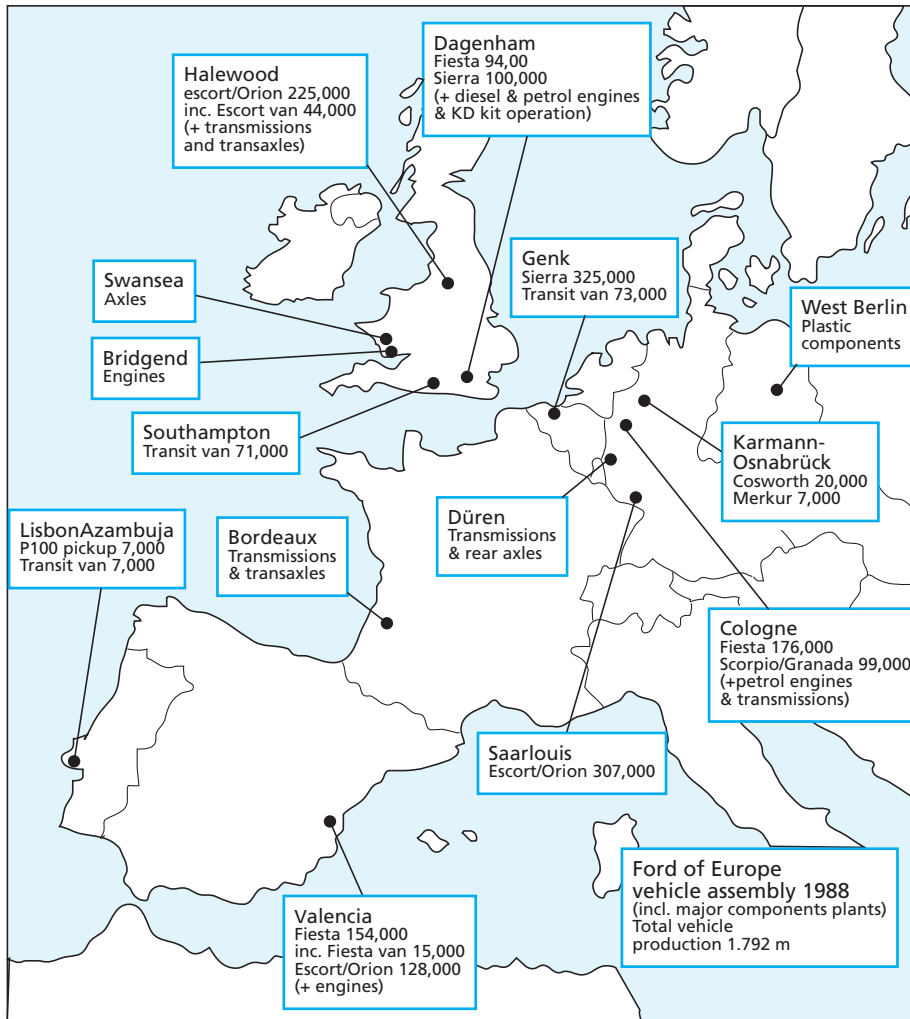 Dagenham
Fiesta 94,00
Sierra 100,000
(+ diesel & petrol engines
& KD kit operation)
Halewood
escort/Orion 225,000
inc. Escort van 44,000
(+ transmissions
and transaxles)
Swansea
Axles
Genk
Sierra 325,000
Transit van 73,000
West Berlin
Plastic
components
Bridgend
Engines
Southampton
Transit van 71,000
Karmann-
Osnabrück
Cosworth 20,000
Merkur 7,000
LisbonAzambuja
P100 pickup 7,000
Transit van 7,000
Bordeaux
Transmissions
& transaxles
Düren
Transmissions
& rear axles
Cologne
Fiesta 176,000
Scorpio/Granada 99,000
(+petrol engines
& transmissions)
Saarlouis
Escort/Orion 307,000
Valencia
Fiesta 154,000
inc. Fiesta van 15,000
Escort/Orion 128,000
(+ engines)
Ford of Europe
vehicle assembly 1988
(incl. major components plants)
Total vehicle
production 1.792 m